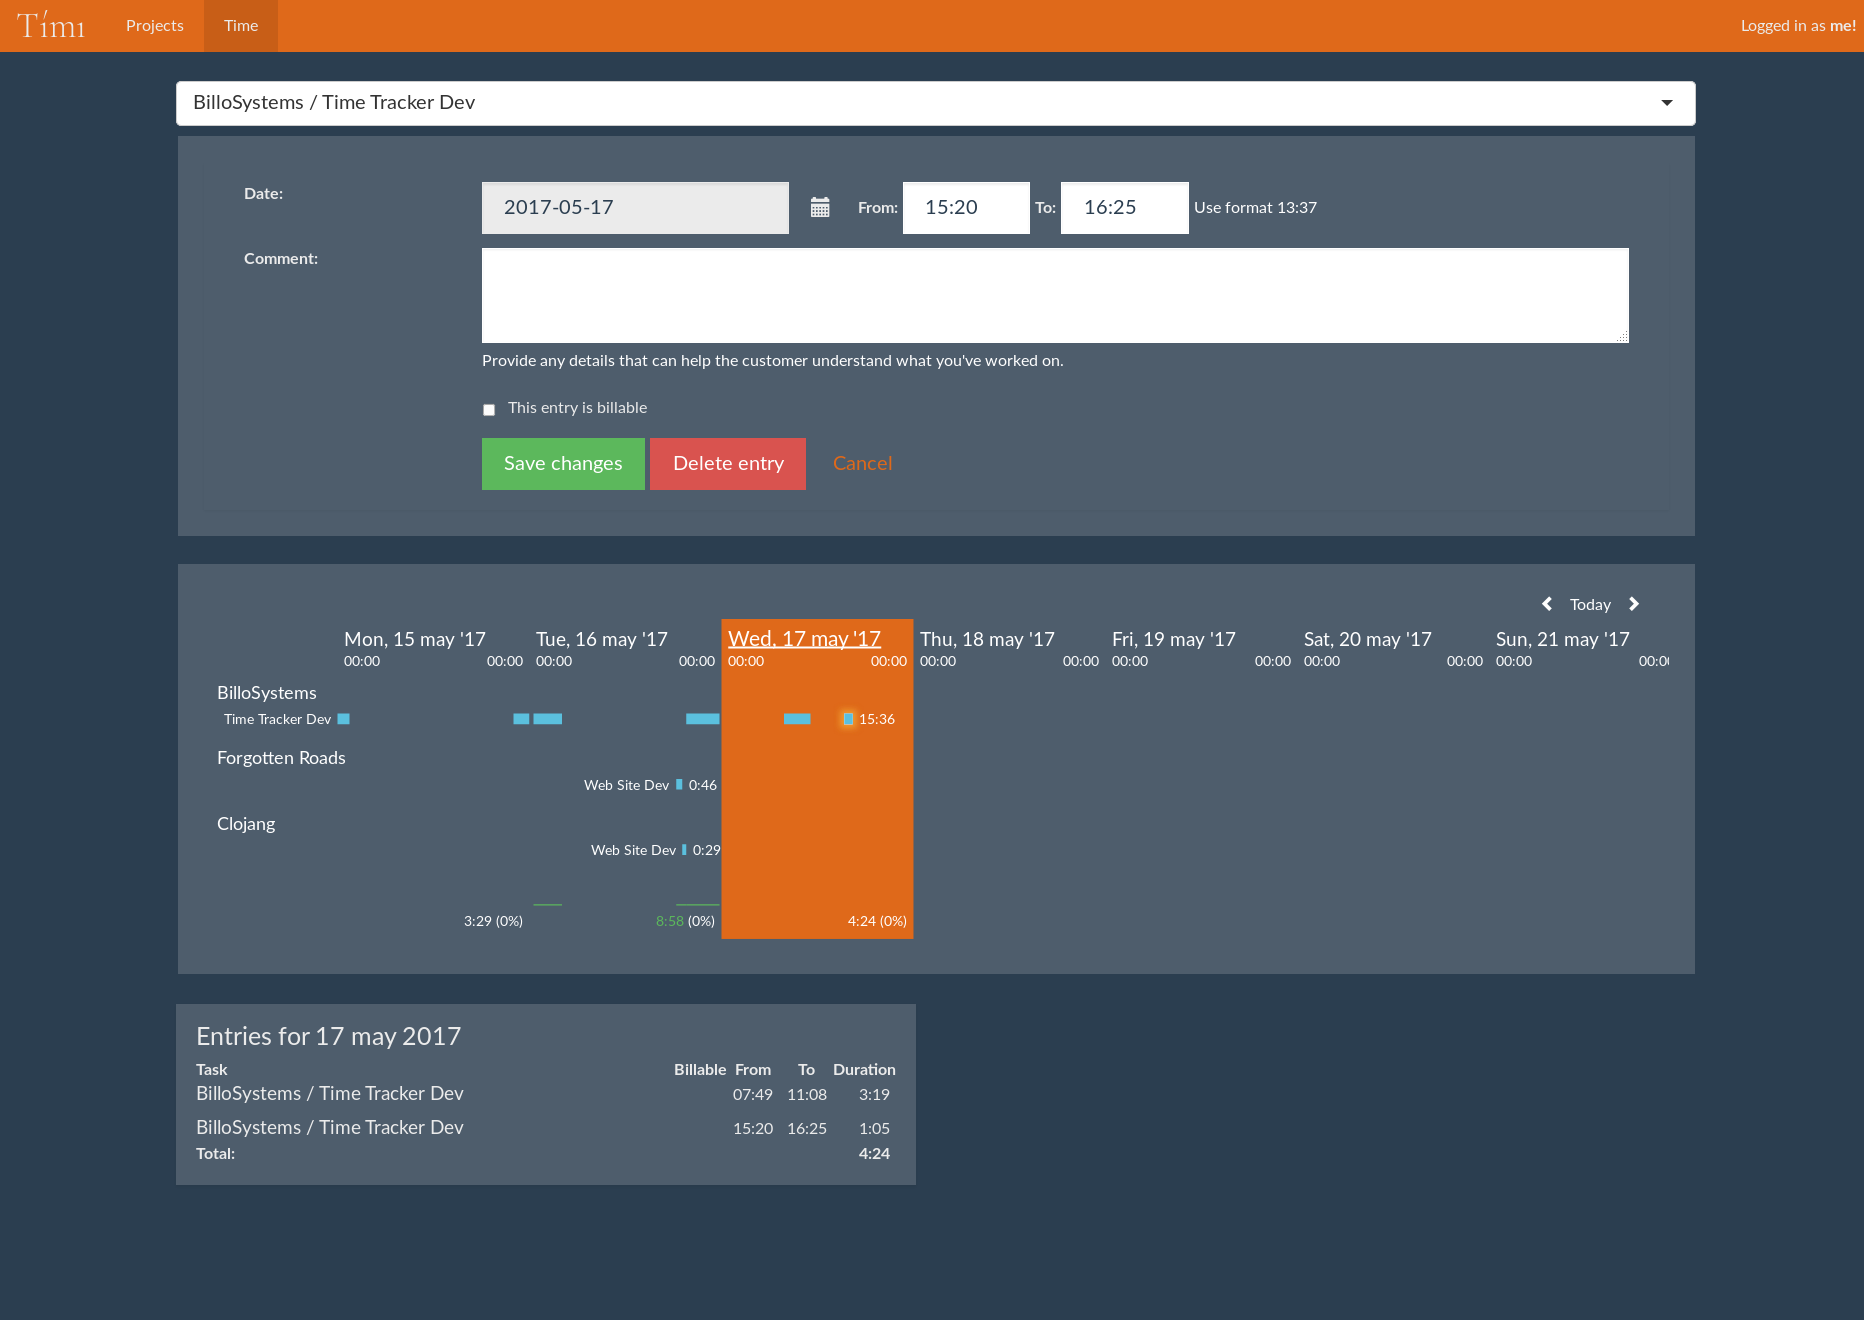 Tímı Projects Time Logged in as me!
BilloSystems / Time Tracker Dev
Date: 2017-05-17 From: 15:20 To: 16:25 Use format 13:37
Comment:
Provide any details that can help the customer understand what you've worked on.
This entry is billable
Save changes Delete entry Cancel
Today
Mon, 15 may '17 Tue, 16 may '17 Wed, 17 may '17 Thu, 18 may '17 Fri, 19 may '17 Sat, 20 may '17 Sun, 21 may '17
00:00 00:00 00:00 00:00 00:00 00:00 00:00 00:00 00:00 00:00 00:00 00:00 00:00 00:00
BilloSystems
Time Tracker Dev 15:36
Forgotten Roads
Web Site Dev 0:46
Clojang
Web Site Dev 0:29
3:29 (0%) 8:58 (0%) 4:24 (0%)
Entries for 17 may 2017
Task Billable From To Duration
BilloSystems / Time Tracker Dev 07:49 11:08 3:19
BilloSystems / Time Tracker Dev 15:20 16:25 1:05
Total: 4:24